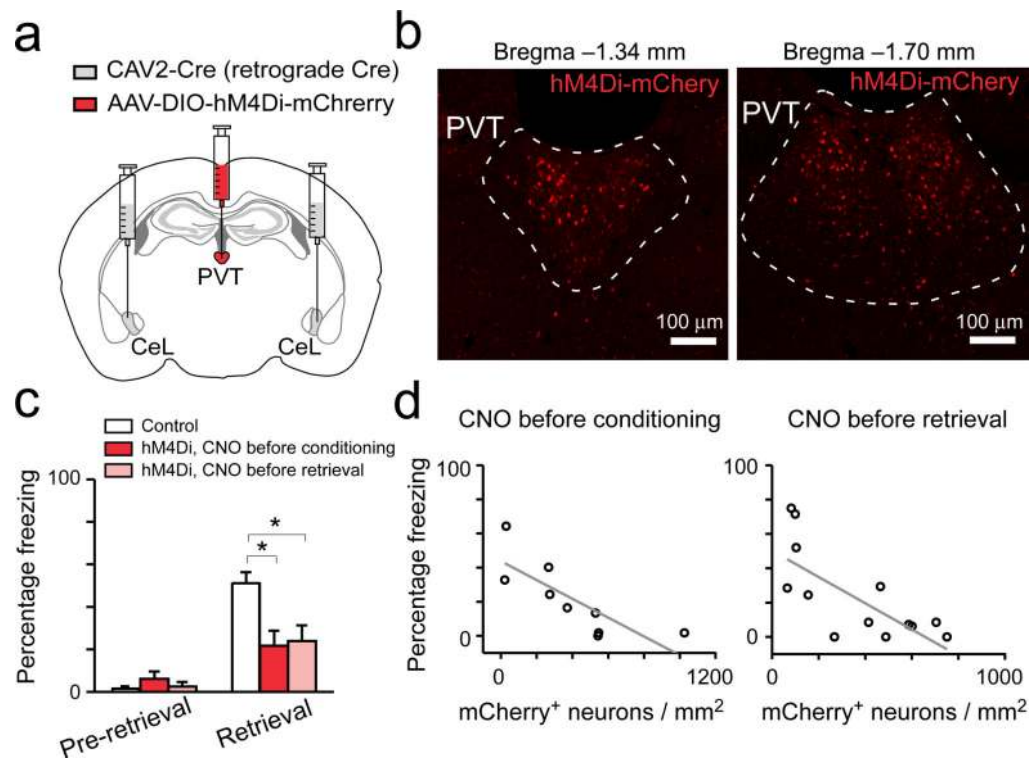 a
CAV2-Cre (retrograde Cre)
AAV-DIO-hM4Di-mChrerry
PVT
CeL
CeL
b
Bregma –1.34 mm
hM4Di-mChery
PVT
100 µm
Bregma –1.70 mm
hM4Di-mChery
PVT
100 µm
c
Control
hM4Di, CNO before conditioning
hM4Di, CNO before retrieval
Percentage freezing
100
0
*
*
Pre-retrieval
Retrieval
d
CNO before conditioning
Percentage freezing
100
0
0
1200
mCherry+ neurons / mm2
CNO before retrieval
100
0
0
1000
mCherry+ neurons / mm2